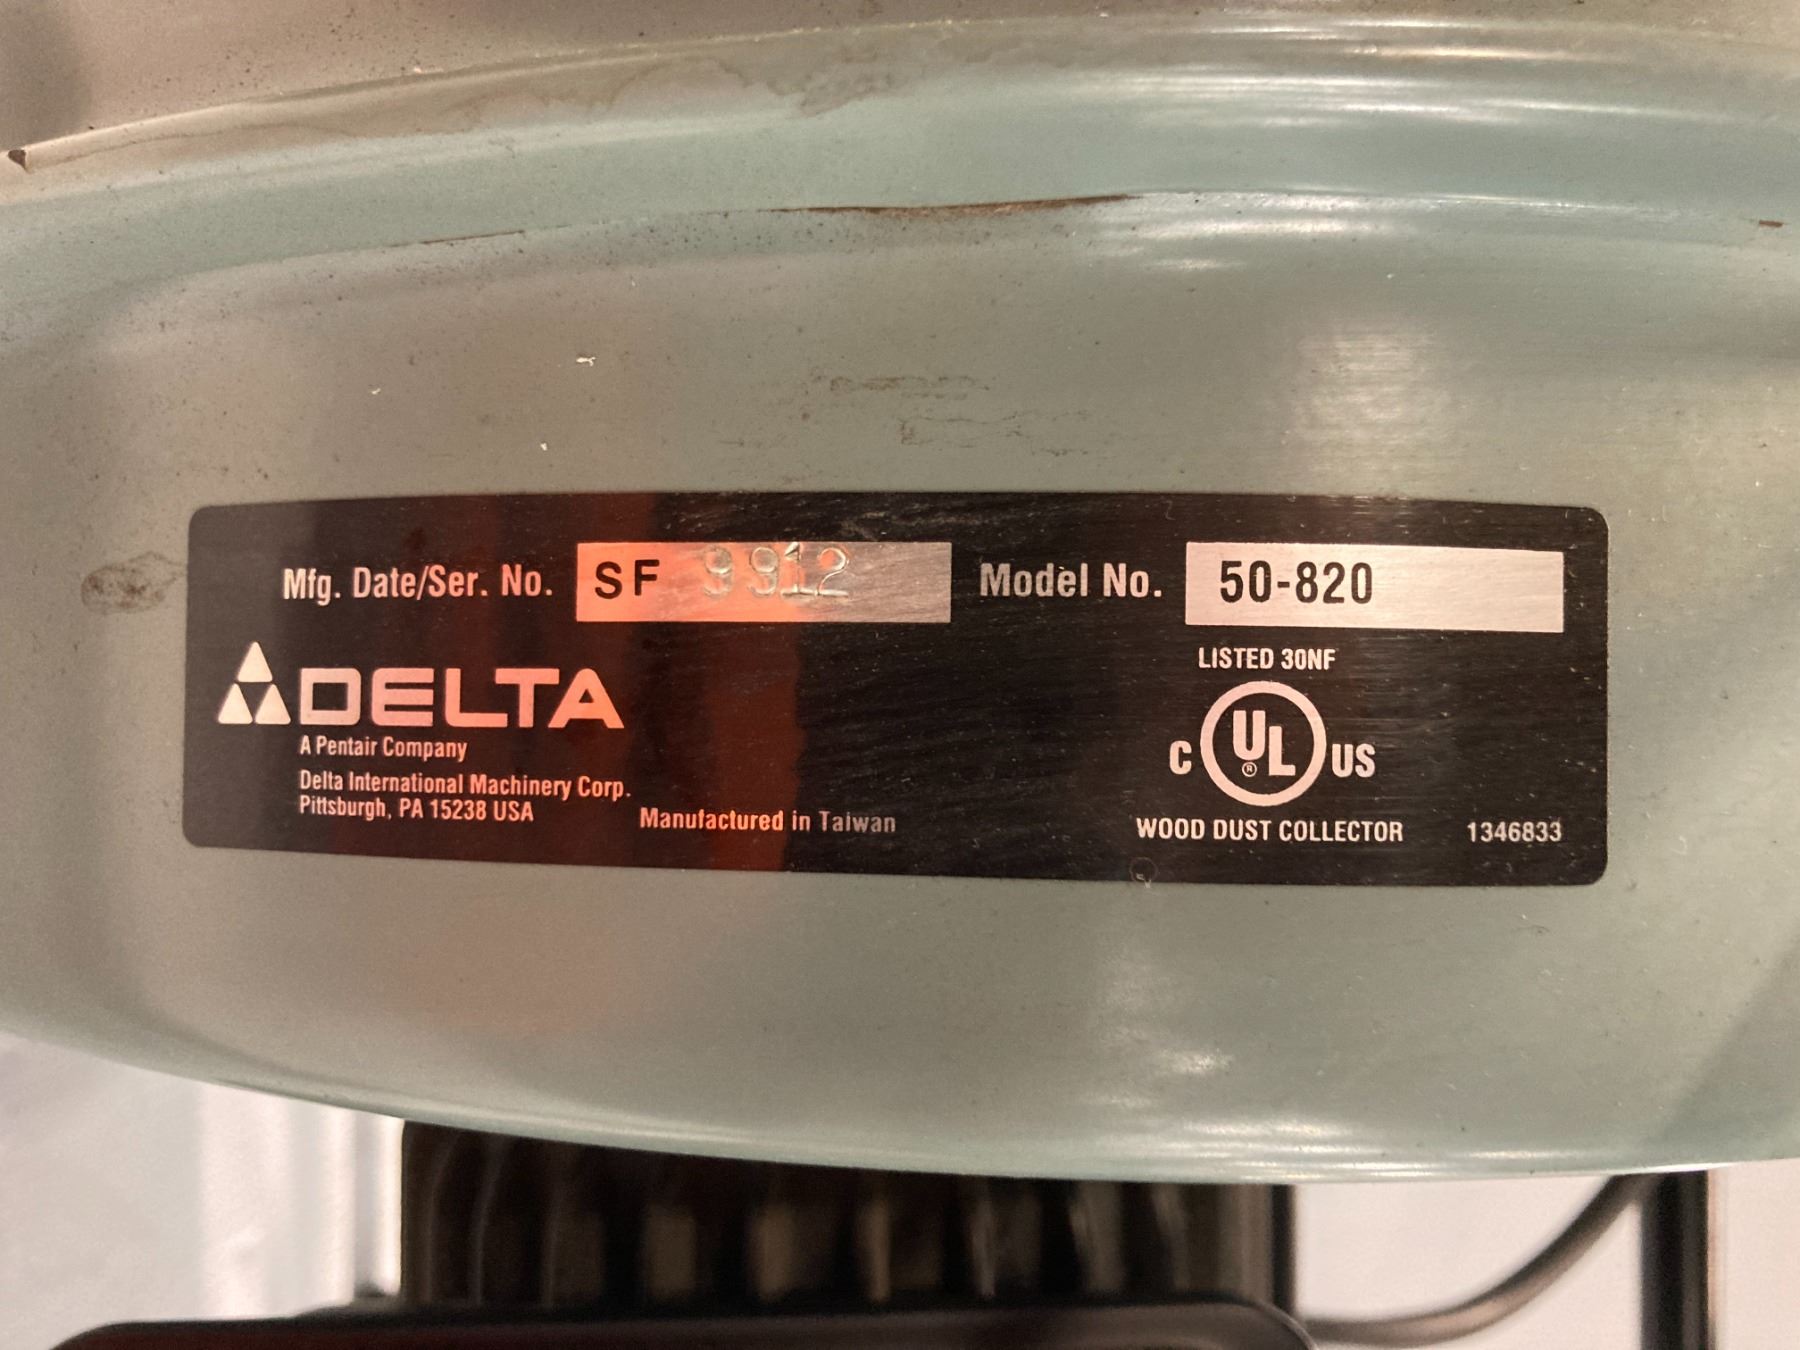 Mfg. Date/Ser. No. SF 9912 Model No. 50-820
LISTED 30NF
DELTA
A Pentair Company
C UL® US
Delta International Machinery Corp.
Pittsburgh, PA 15238 USA
Manufactured in Taiwan
WOOD DUST COLLECTOR 1346833